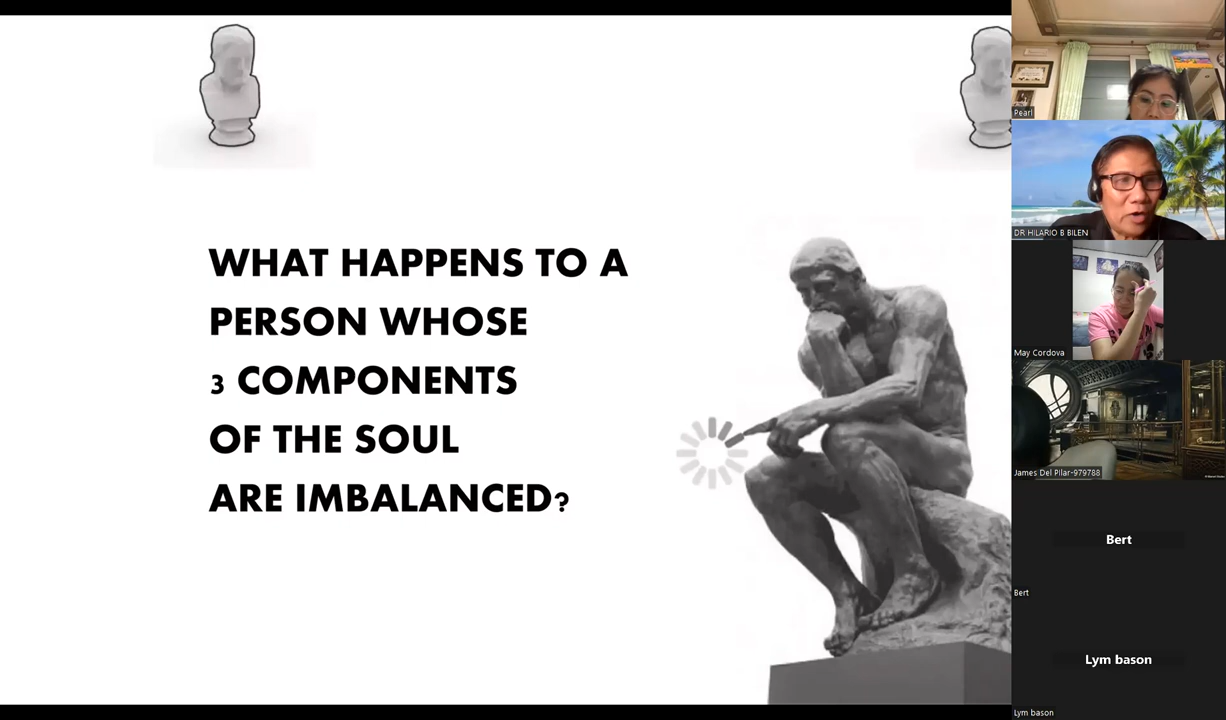 WHAT HAPPENS TO A
PERSON WHOSE
3 COMPONENTS
OF THE SOUL
ARE IMBALANCED?
Pearl
DR HILARIO B BILEN
May Cordova
James Del Pilar-979788
Bert
Bert
Lym bason
Lym bason